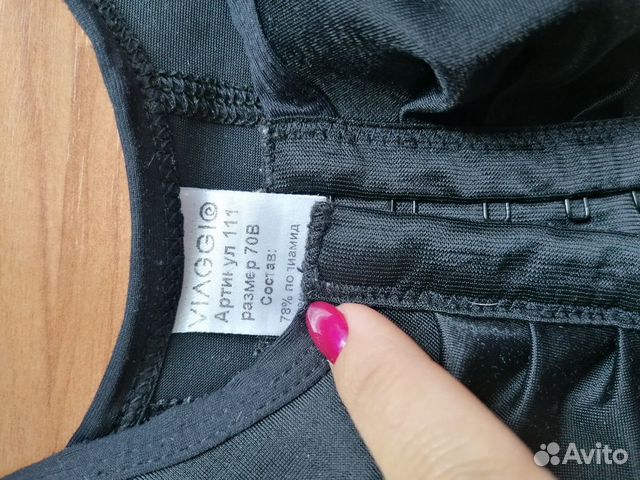 VIAGGIO
Артикул 111
размер 70В
Состав:
78% полиамид
Avito